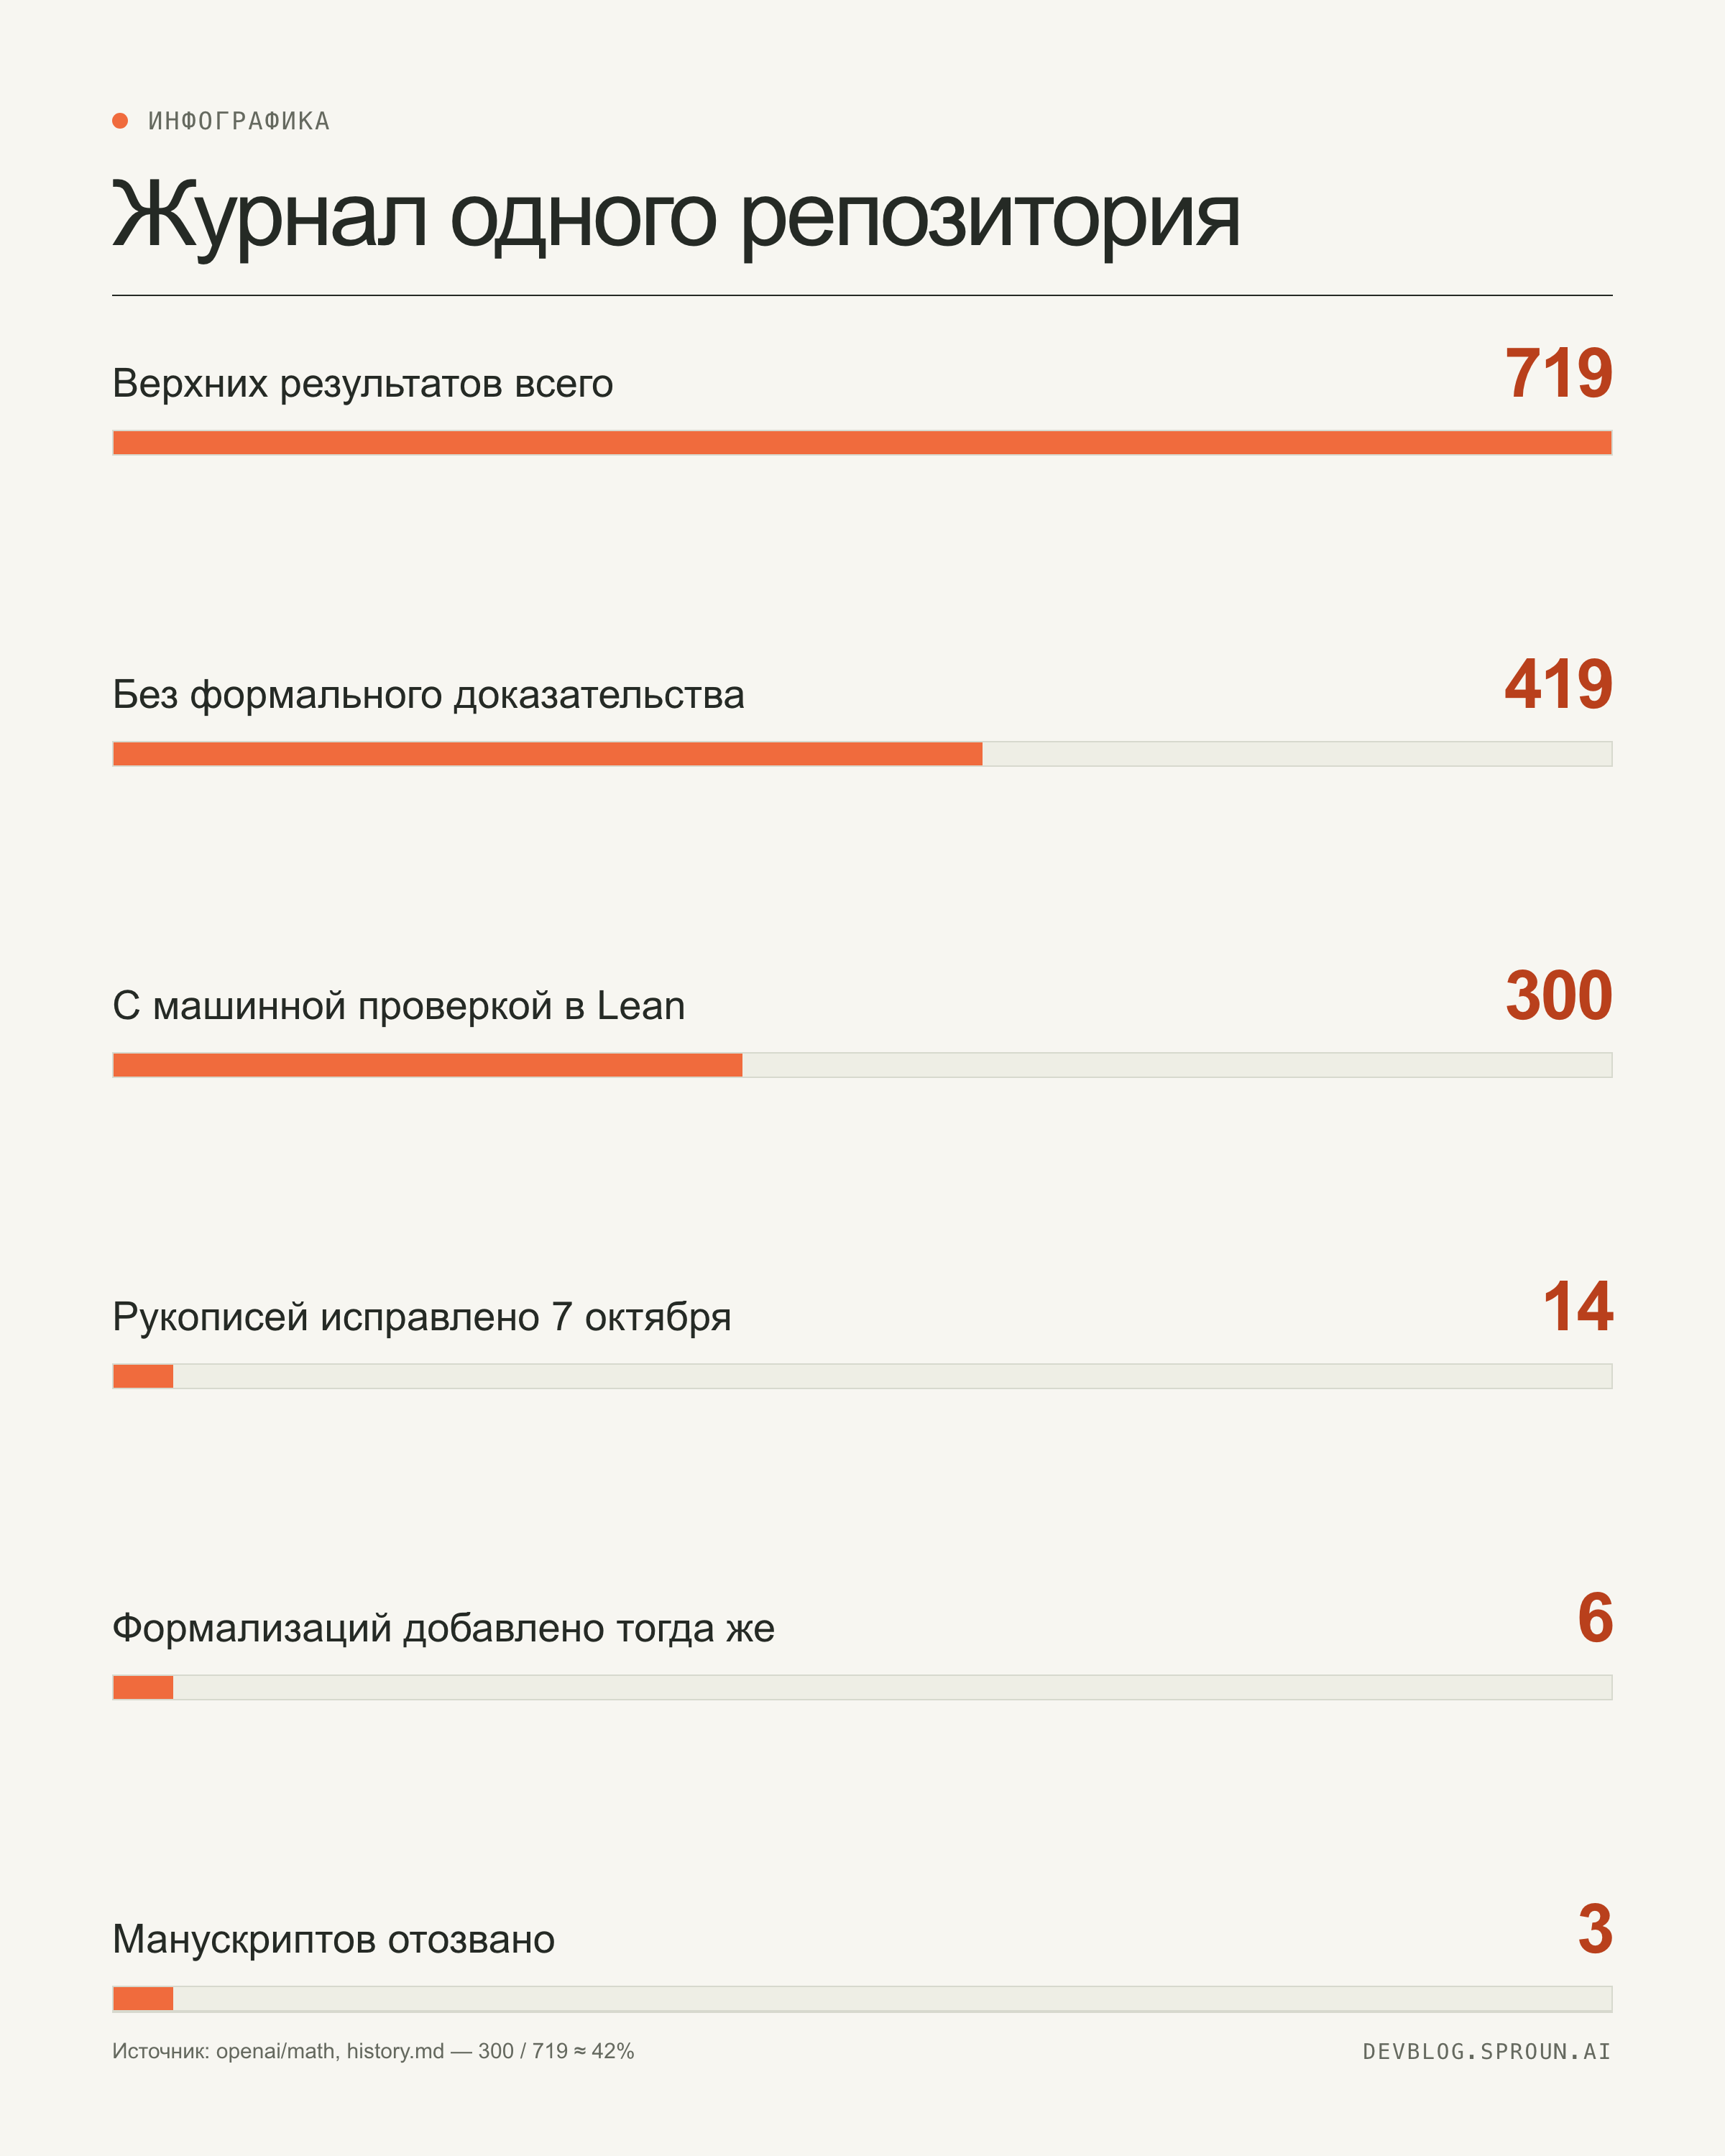 ИНФОГРАФИКА
Журнал одного репозитория
Верхних результатов всего 719
Без формального доказательства 419
С машинной проверкой в Lean 300
Рукописей исправлено 7 октября 14
Формализаций добавлено тогда же 6
Манускриптов отозвано 3
Источник: openai/math, history.md — 300 / 719 ≈ 42% DEVBLOG.SPROUN.AI